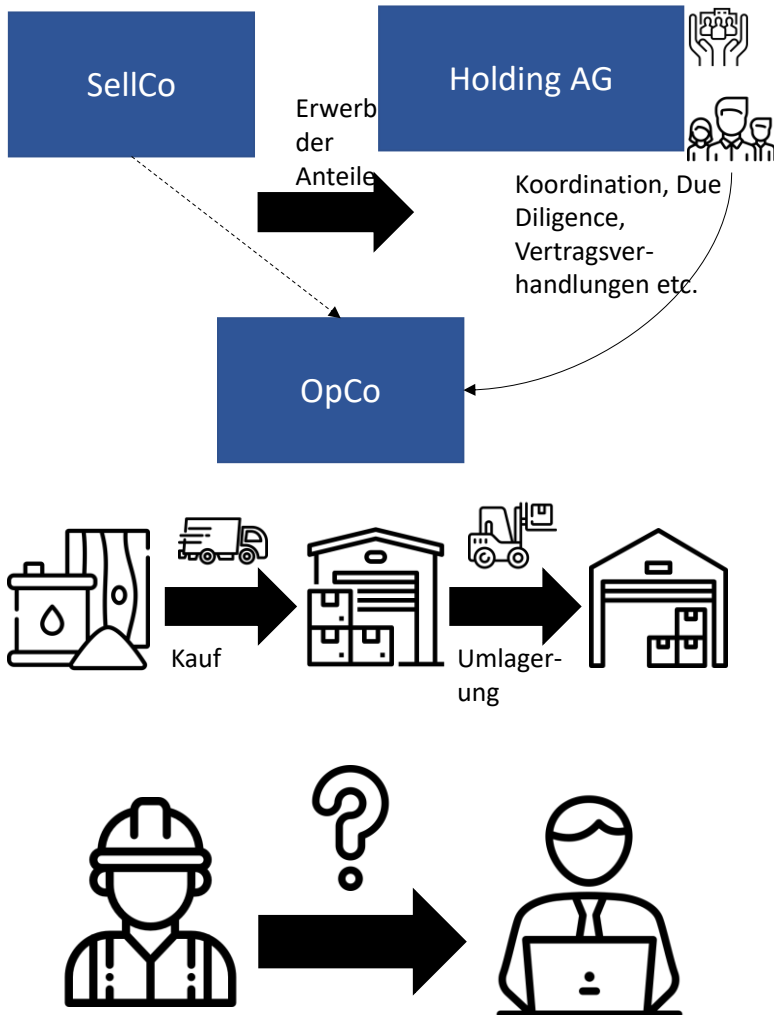 SellCo
Holding AG
Erwerb
der
Anteile
Koordination, Due
Diligence,
Vertragsver-
handlungen etc.
OpCo
Kauf
Umlager-
ung